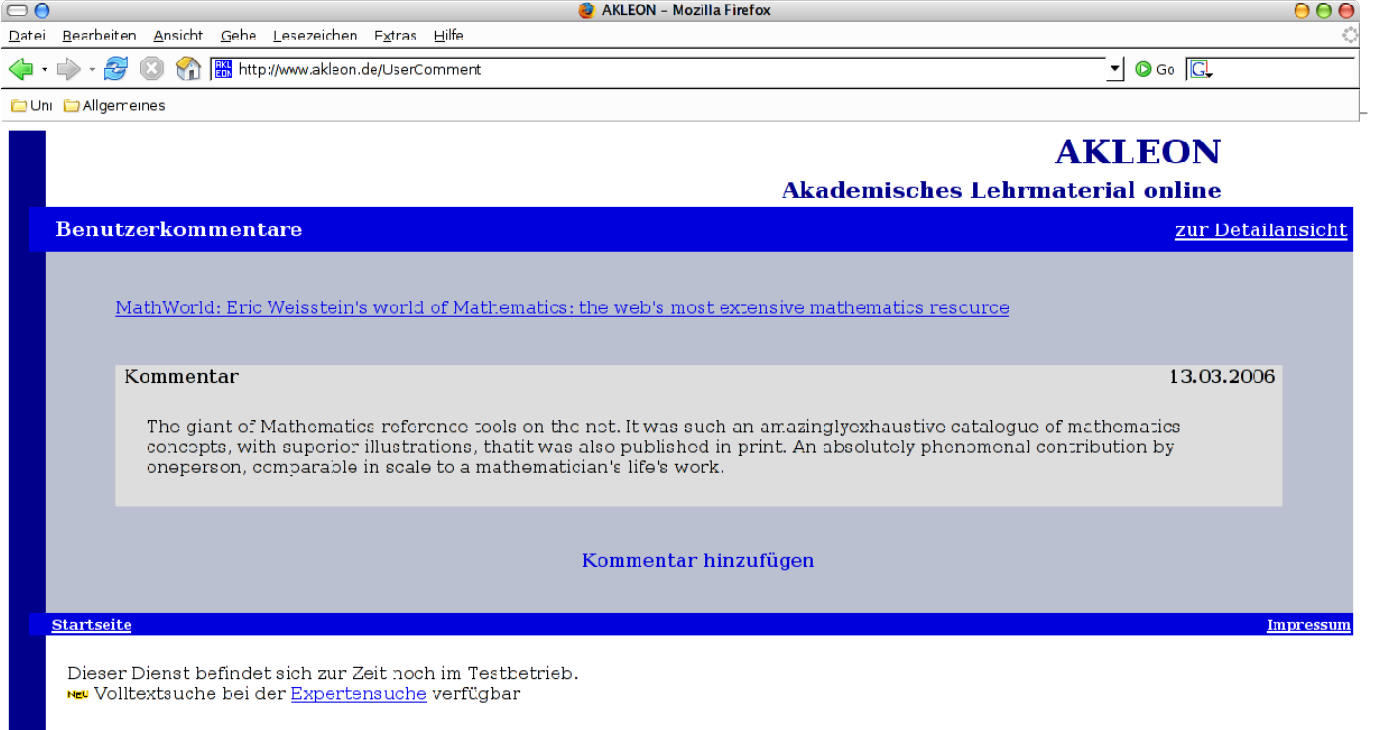 AKLEON – Mozilla Firefox
Datei Bearbeiten Ansicht Gehe Lesezeichen Extras Hilfe
AKLEON http://www.akleon.de/UserComment Go G
Uni Allgemeines
AKLEON
Akademisches Lehrmaterial online
Benutzerkommentare zur Detailansicht
MathWorld: Eric Weisstein's world of Mathematics: the web's most extensive mathematics rescurce
Kommentar 13.03.2006
The giant of Mathematics reference tools on the net. It was such an amazinglyexhaustive catalogue of mathematics
concepts, with superior illustrations, thatit was also published in print. An absolutely phenomenal contribution by
oneperson, comparable in scale to a mathematician's life's work.
Kommentar hinzufügen
Startseite Impressum
Dieser Dienst befindet sich zur Zeit noch im Testbetrieb.
NEU Volltextsuche bei der Expertensuche verfügbar